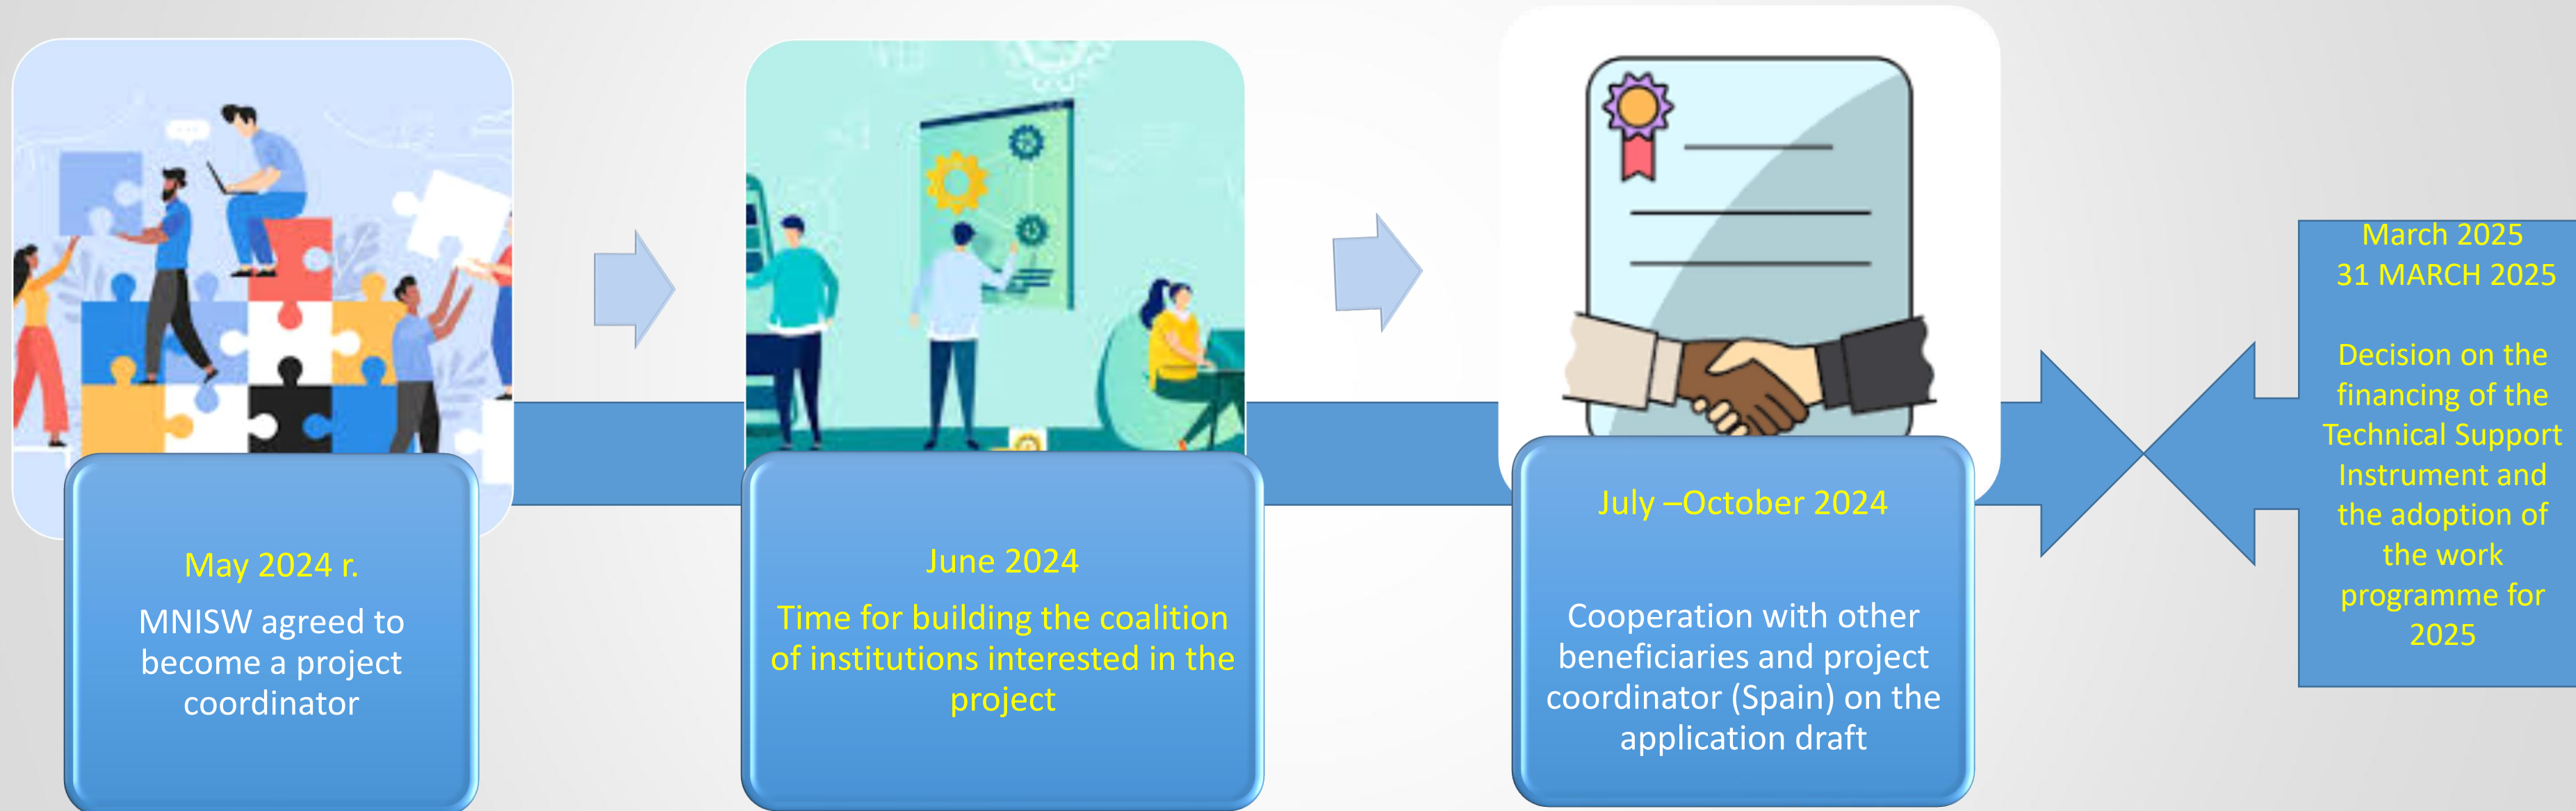 May 2024 r.
MNISW agreed to
become a project
coordinator
June 2024
Time for building the coalition
of institutions interested in the
project
July –October 2024
Cooperation with other
beneficiaries and project
coordinator (Spain) on the
application draft
March 2025
31 MARCH 2025
Decision on the
financing of the
Technical Support
Instrument and
the adoption of
the work
programme for
2025